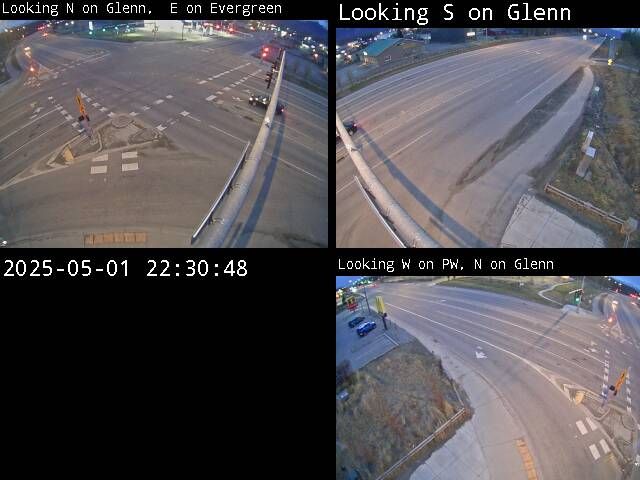 Looking N on Glenn, E on Evergreen
Looking S on Glenn
2025-05-01 22:30:48
Looking W on PW, N on Glenn